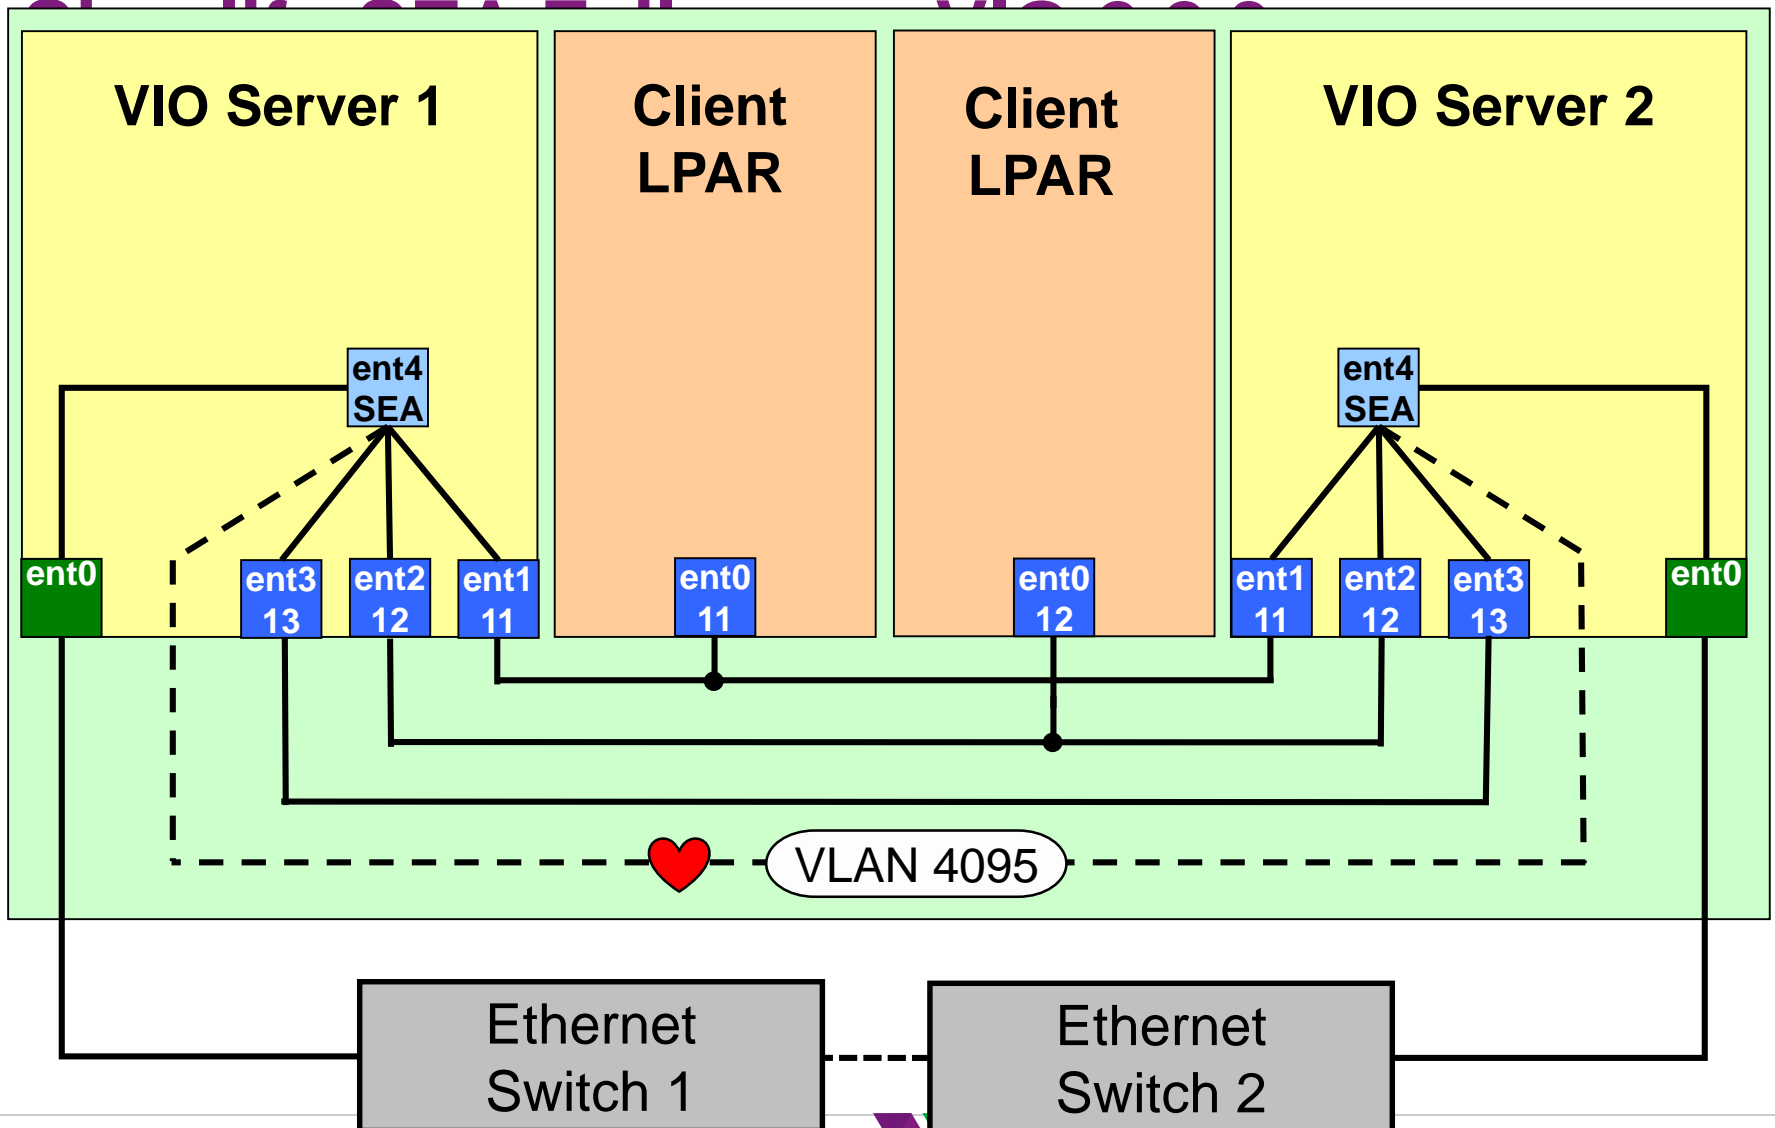 VIO Server 1
Client
LPAR
Client
LPAR
VIO Server 2
ent4
SEA
ent4
SEA
ent0
ent3
13
ent2
12
ent1
11
ent0
11
ent0
12
ent1
11
ent2
12
ent3
13
ent0
VLAN 4095
Ethernet
Switch 1
Ethernet
Switch 2